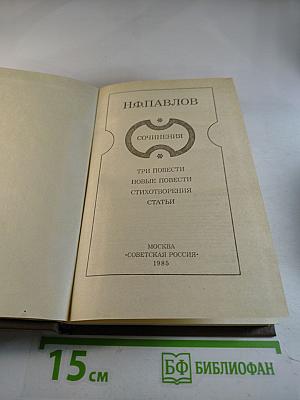 Н.Ф.ПАВЛОВ
СОЧИНЕНИЯ
ТРИ ПОВЕСТИ
НОВЫЕ ПОВЕСТИ
СТИХОТВОРЕНИЯ
СТАТЬИ
МОСКВА
«СОВЕТСКАЯ РОССИЯ»
1985
15 см
БФ БИБЛИОФАН